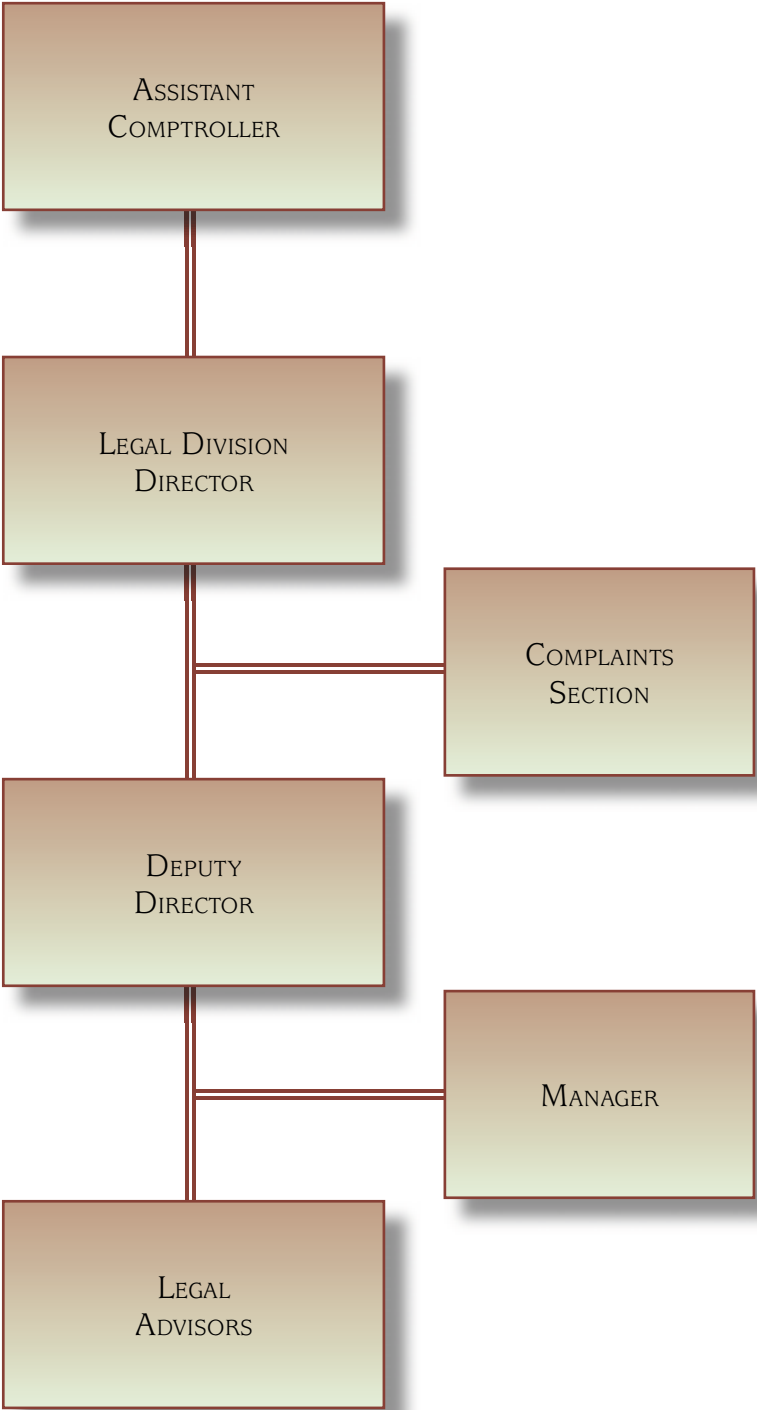 Assistant
Comptroller
Legal Division
Director
Complaints
Section
Deputy
Director
Manager
Legal
Advisors